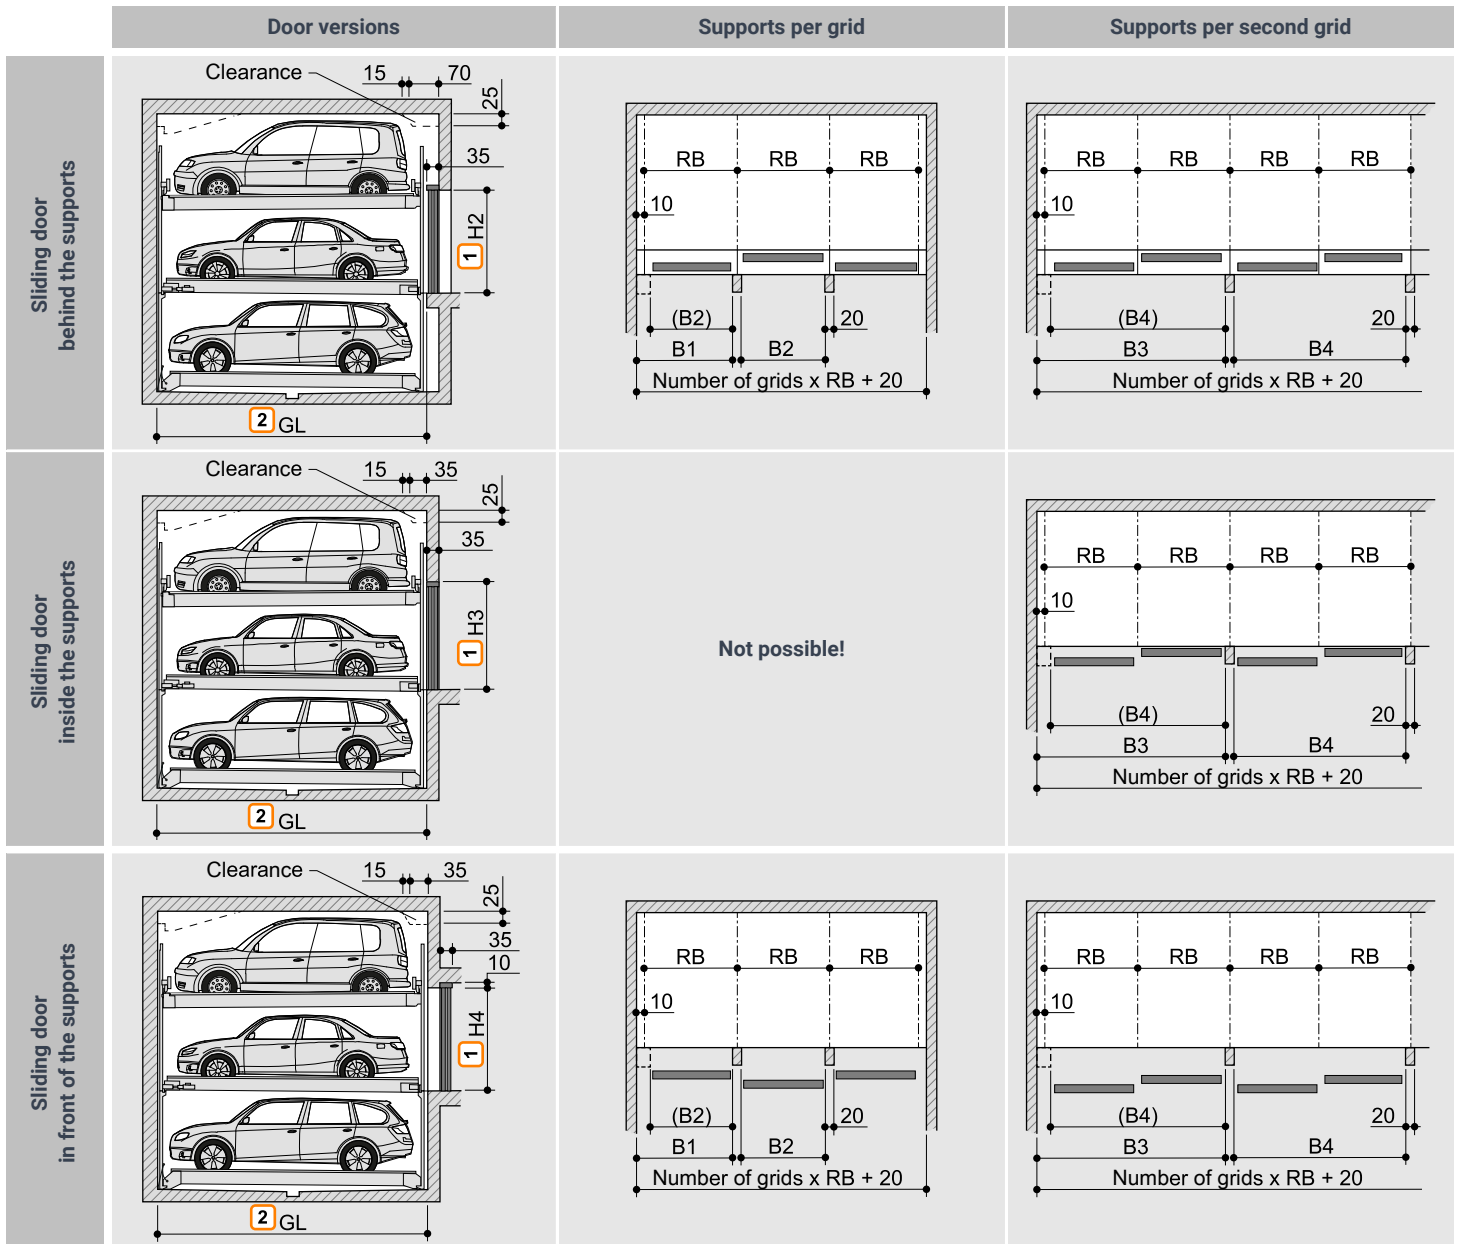 Door versions
Supports per grid
Supports per second grid
Sliding door
behind the supports
Clearance
15
70
25
35
1 H2
2 GL
RB
RB
RB
10
(B2)
20
B1
B2
Number of grids x RB + 20
RB
RB
RB
RB
10
(B4)
20
B3
B4
Number of grids x RB + 20
Sliding door
inside the supports
Clearance
15
35
25
35
1 H3
2 GL
Not possible!
RB
RB
RB
RB
10
(B4)
20
B3
B4
Number of grids x RB + 20
Sliding door
in front of the supports
Clearance
15
35
25
35
10
1 H4
2 GL
RB
RB
RB
10
(B2)
20
B1
B2
Number of grids x RB + 20
RB
RB
RB
RB
10
(B4)
20
B3
B4
Number of grids x RB + 20